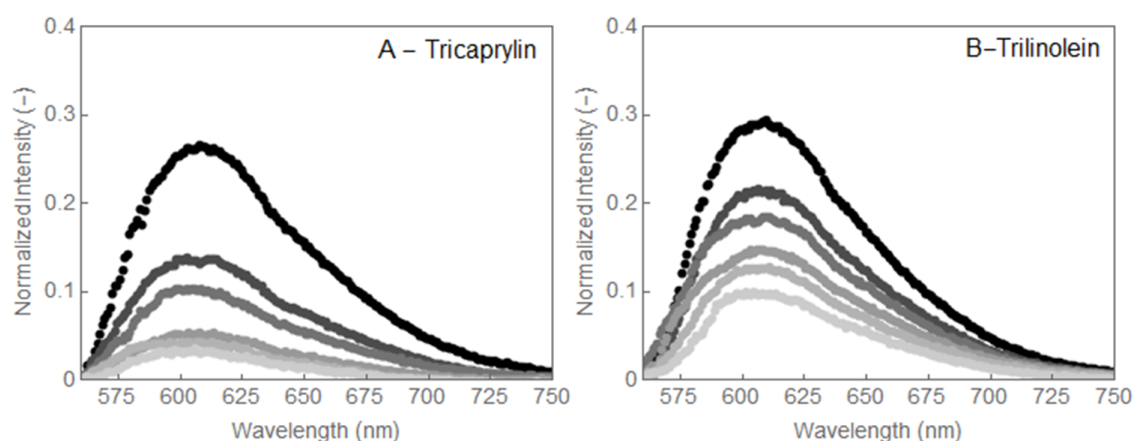 A - Tricaprylin
NormalizedIntensity (-)
0.4
0.3
0.2
0.1
0
575 600 625 650 675 700 725 750
Wavelength (nm)
B-Trilinolein
NormalizedIntensity (-)
0.4
0.3
0.2
0.1
0
575 600 625 650 675 700 725 750
Wavelength (nm)